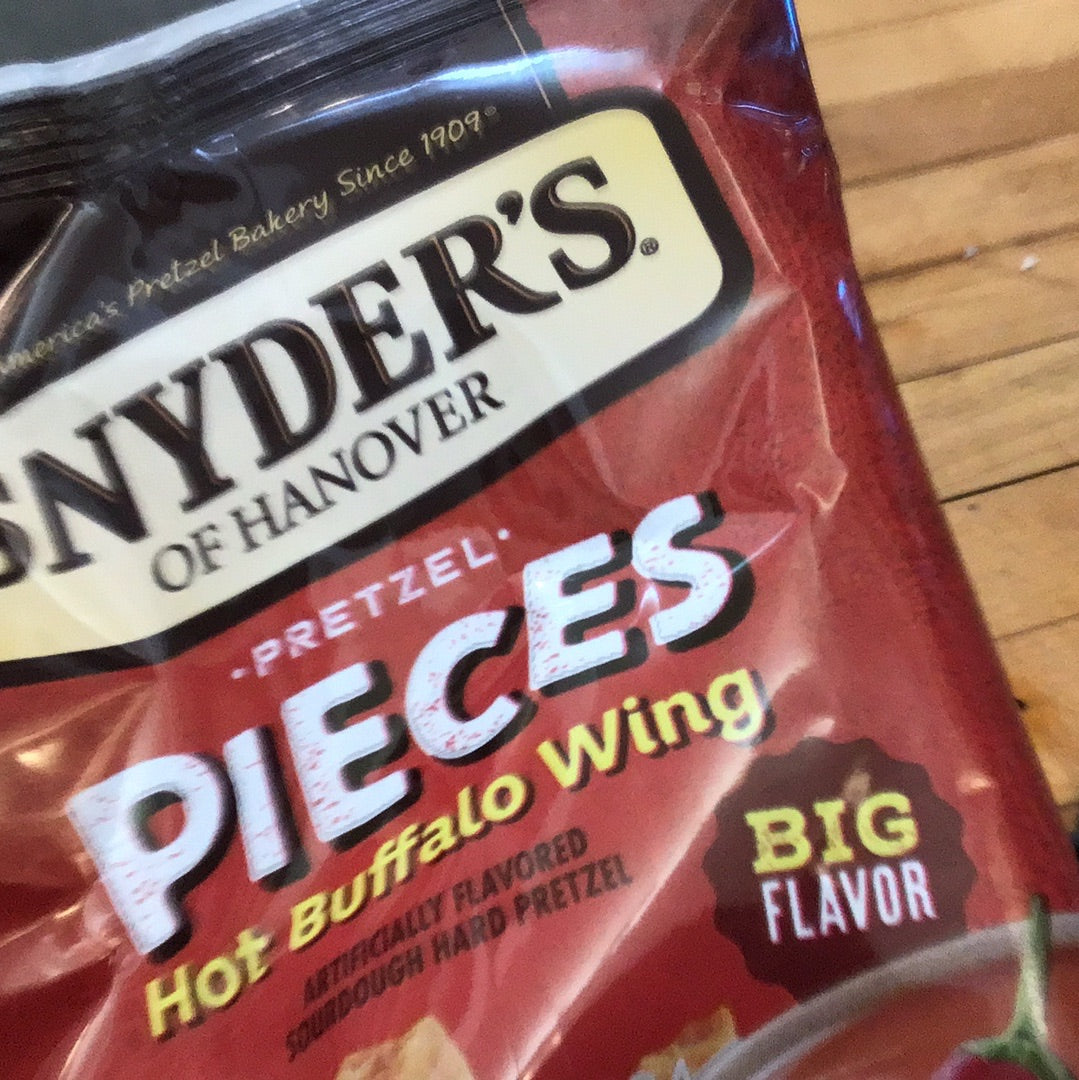 America's Pretzel Bakery Since 1909®
SNYDER'S®
OF HANOVER
-PRETZEL-
PIECES
Hot Buffalo Wing
ARTIFICIALLY FLAVORED
SOURDOUGH HARD PRETZEL
BIG
FLAVOR